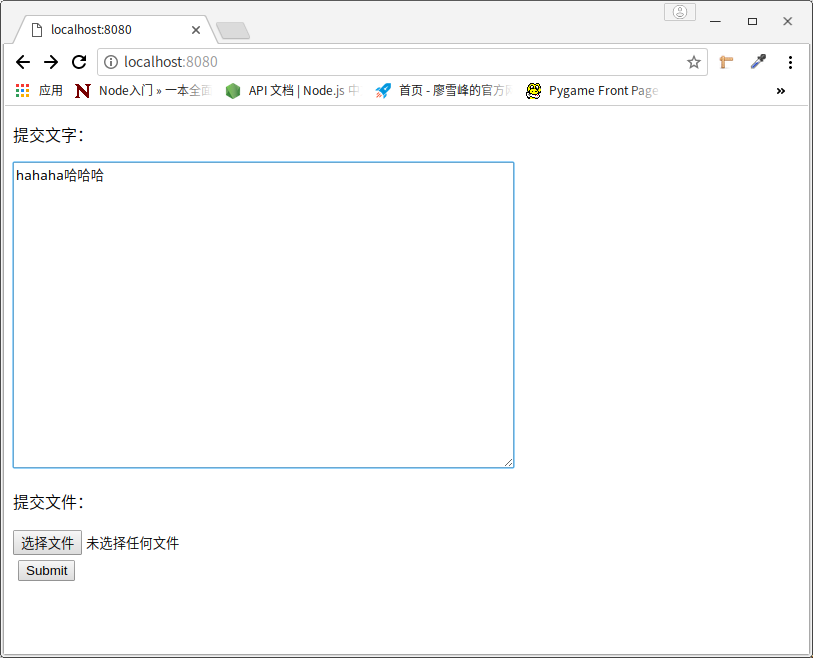 localhost:8080
localhost:8080
应用 Node入门 » 一本全面 API 文档 | Node.js 中 首页 - 廖雪峰的官方 Pygame Front Page »
提交文字：
hahaha哈哈哈
提交文件：
选择文件 未选择任何文件
Submit